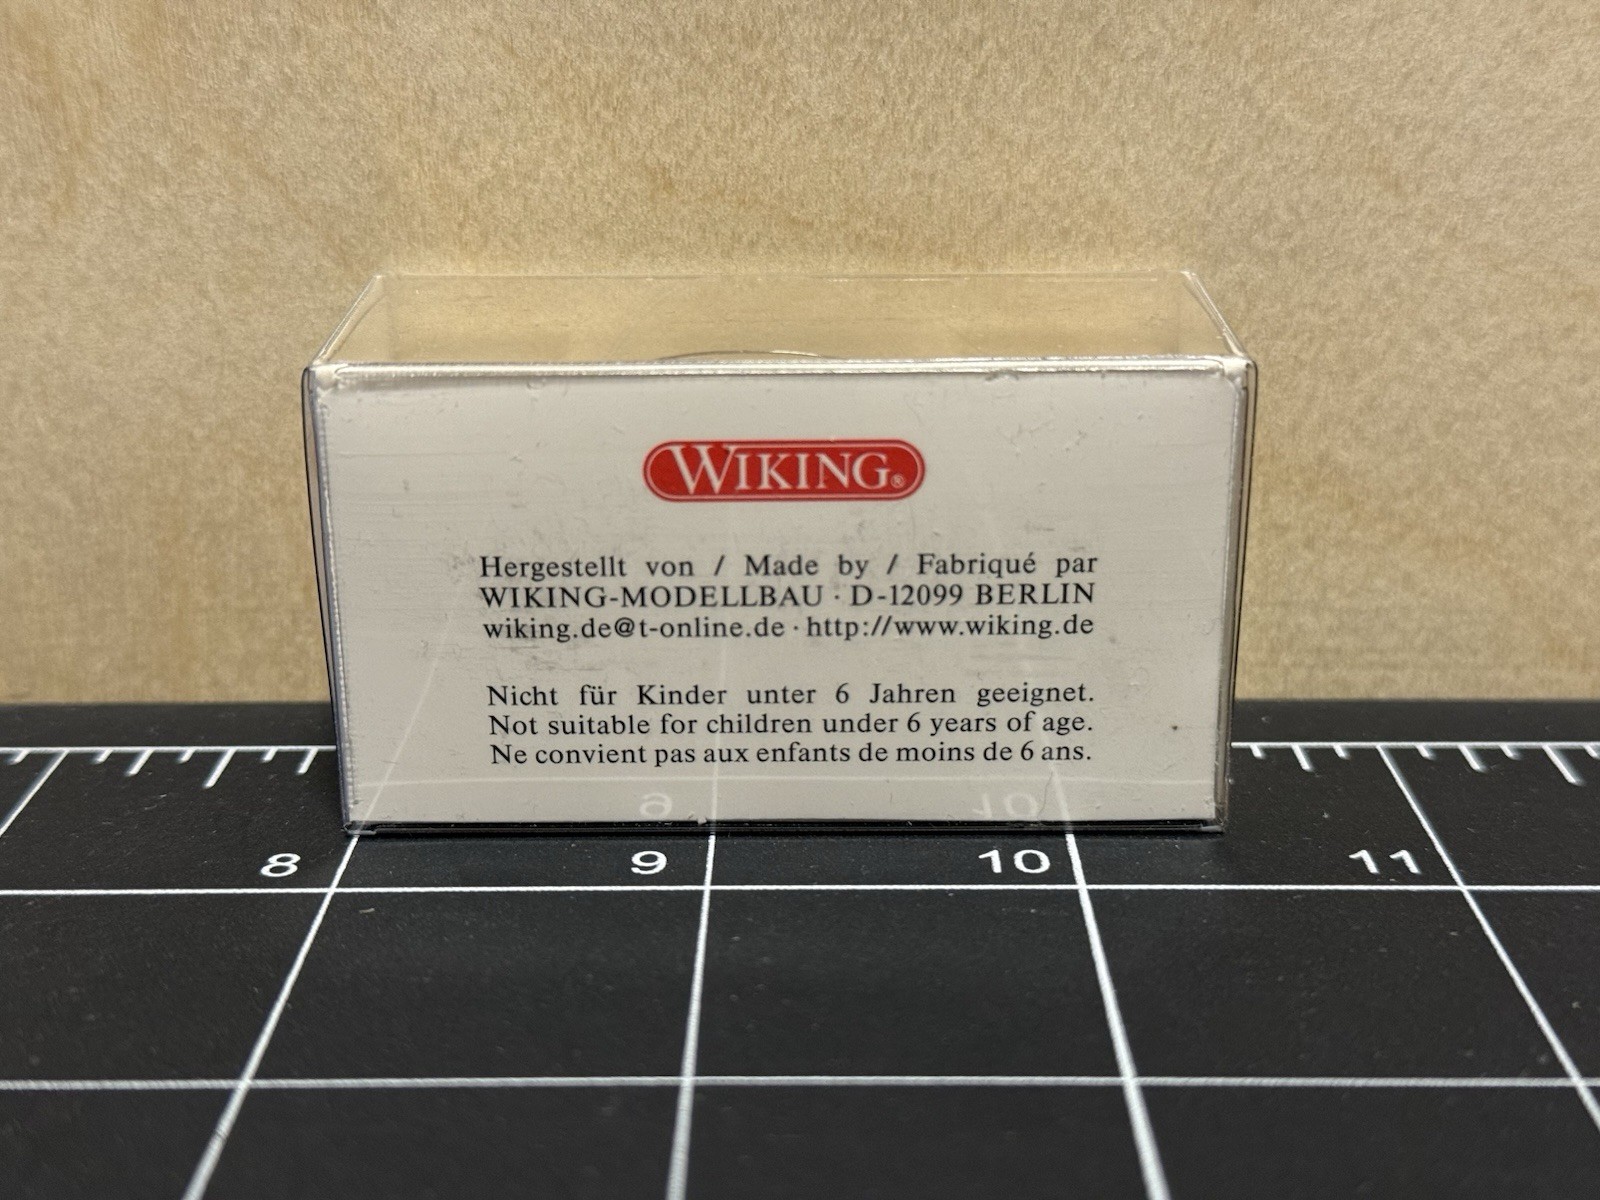 WIKING®
Hergestellt von / Made by / Fabriqué par
WIKING-MODELLBAU · D-12099 BERLIN
wiking.de@t-online.de · http://www.wiking.de
Nicht für Kinder unter 6 Jahren geeignet.
Not suitable for children under 6 years of age.
Ne convient pas aux enfants de moins de 6 ans.
8 9 10 11